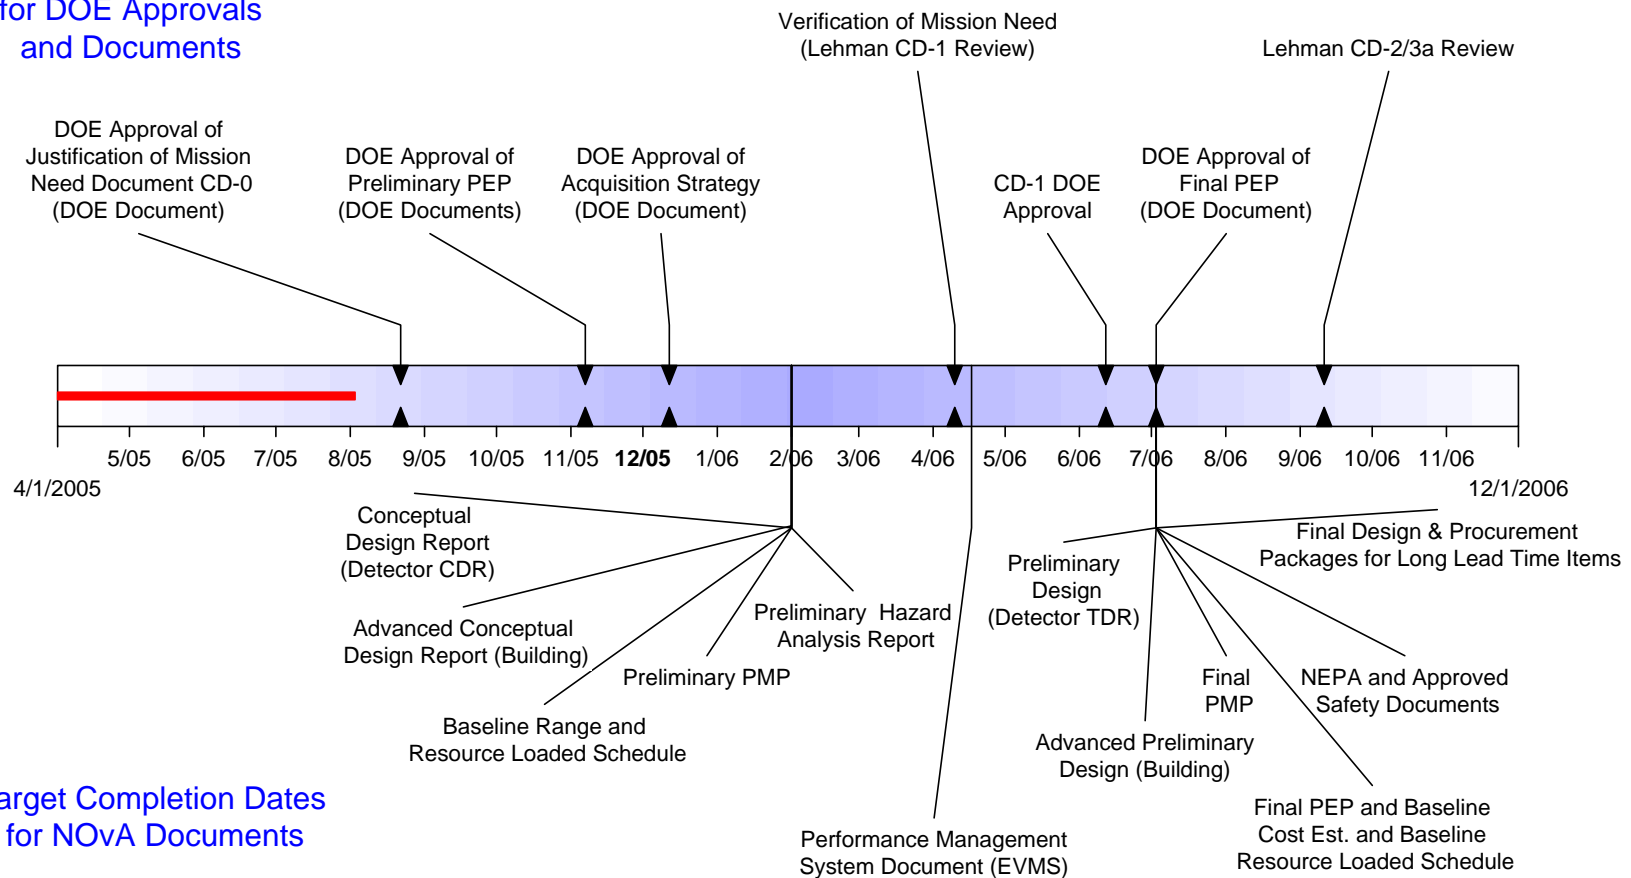 for DOE Approvals
and Documents
Verification of Mission Need
(Lehman CD-1 Review)
Lehman CD-2/3a Review
DOE Approval of
Justification of Mission
Need Document CD-0
(DOE Document)
DOE Approval of
Preliminary PEP
(DOE Documents)
DOE Approval of
Acquisition Strategy
(DOE Document)
CD-1 DOE
Approval
DOE Approval of
Final PEP
(DOE Document)
5/05 6/05 7/05 8/05 9/05 10/05 11/05 12/05 1/06 2/06 3/06 4/06 5/06 6/06 7/06 8/06 9/06 10/06 11/06
4/1/2005 12/1/2006
Conceptual
Design Report
(Detector CDR)
Advanced Conceptual
Design Report (Building)
Baseline Range and
Resource Loaded Schedule
Preliminary PMP
Preliminary Hazard
Analysis Report
Performance Management
System Document (EVMS)
Preliminary
Design
(Detector TDR)
Advanced Preliminary
Design (Building)
Final
PMP
Final PEP and Baseline
Cost Est. and Baseline
Resource Loaded Schedule
NEPA and Approved
Safety Documents
Final Design & Procurement
Packages for Long Lead Time Items
arget Completion Dates
for NOvA Documents